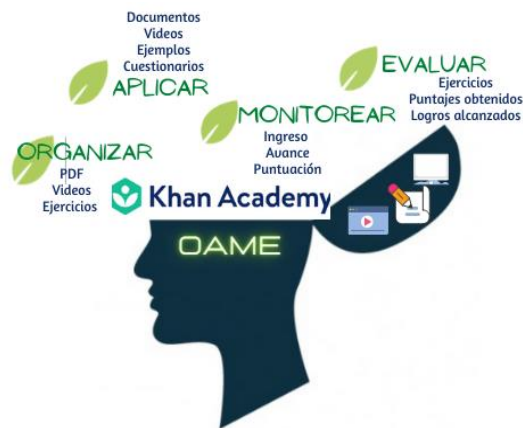 Documentos
Videos
Ejemplos
Cuestionarios
APLICAR
EVALUAR
Ejercicios
Puntajes obtenidos
Logros alcanzados
MONITOREAR
Ingreso
Avance
Puntuación
ORGANIZAR
PDF
Videos
Ejercicios
Khan Academy
OAME